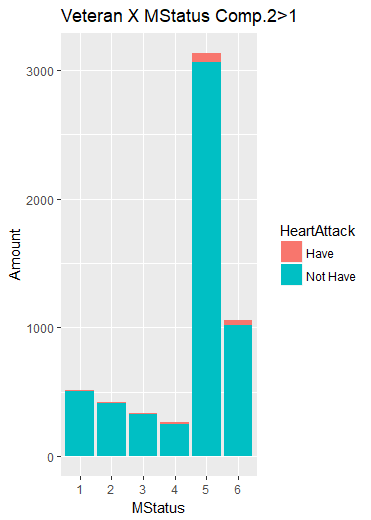 Veteran X MStatus Comp.2>1
3000
2000
1000
0
Amount
1 2 3 4 5 6
MStatus
HeartAttack
Have
Not Have